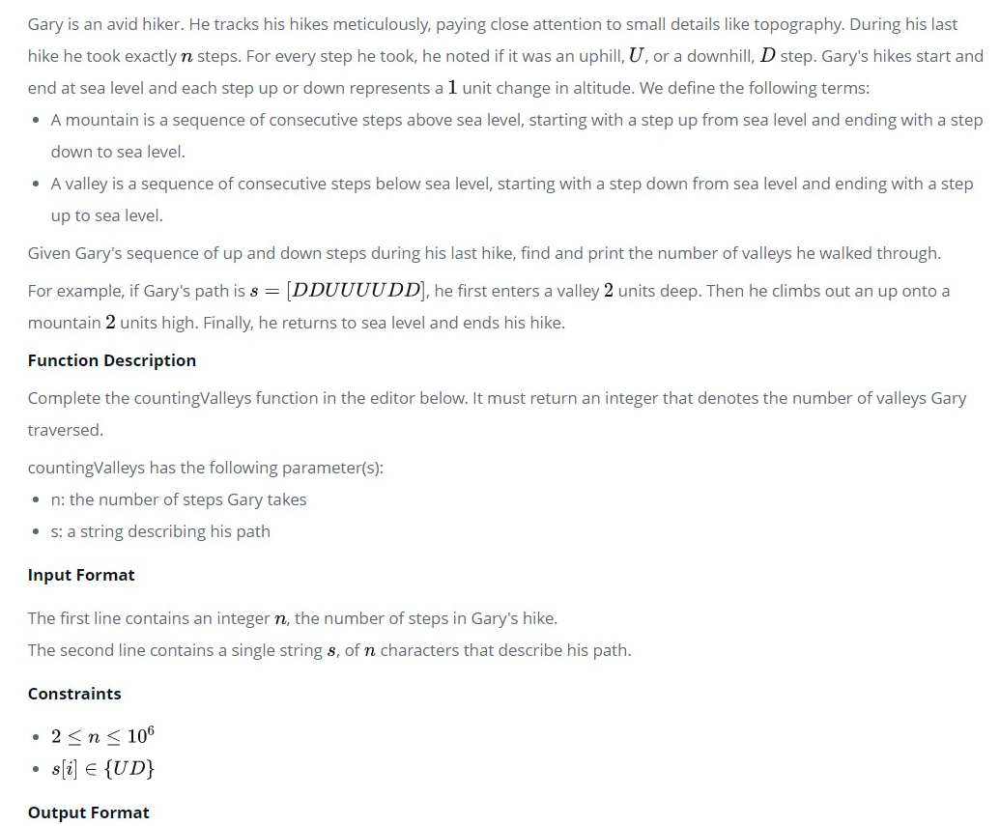 Gary is an avid hiker. He tracks his hikes meticulously, paying close attention to small details like topography. During his last
hike he took exactly n steps. For every step he took, he noted if it was an uphill, U, or a downhill, D step. Gary's hikes start and
end at sea level and each step up or down represents a 1 unit change in altitude. We define the following terms:
• A mountain is a sequence of consecutive steps above sea level, starting with a step up from sea level and ending with a step
down to sea level.
• A valley is a sequence of consecutive steps below sea level, starting with a step down from sea level and ending with a step
up to sea level.
Given Gary's sequence of up and down steps during his last hike, find and print the number of valleys he walked through.
For example, if Gary's path is s = [DDUUUUDD], he first enters a valley 2 units deep. Then he climbs out an up onto a
mountain 2 units high. Finally, he returns to sea level and ends his hike.
Function Description
Complete the countingValleys function in the editor below. It must return an integer that denotes the number of valleys Gary
traversed.
countingValleys has the following parameter(s):
• n: the number of steps Gary takes
• s: a string describing his path
Input Format
The first line contains an integer n, the number of steps in Gary's hike.
The second line contains a single string s, of n characters that describe his path.
Constraints
• 2 ≤ n ≤ 10⁶
• s[i] ∈ {UD}
Output Format